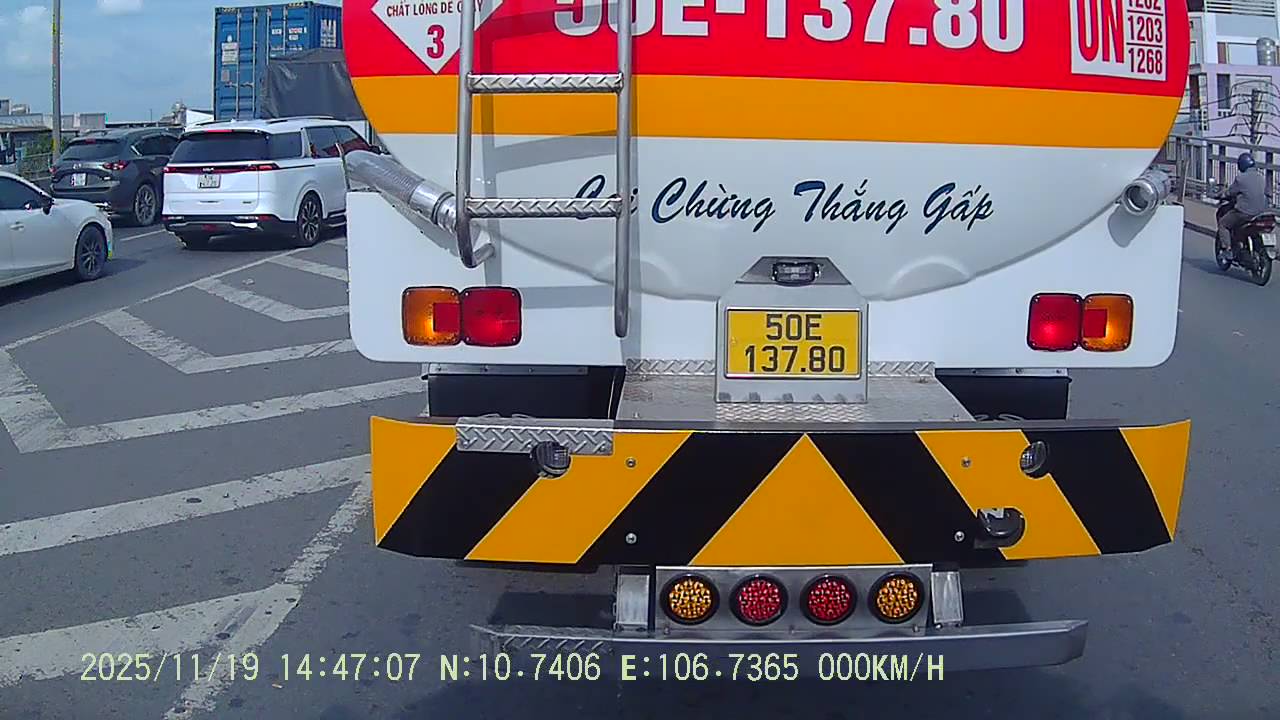 CHẤT LỎNG DỄ CHÁY
3
50E-137.80
UN
1202
1203
1268
Coi Chừng Thắng Gấp
50E
137.80
2025/11/19 14:47:07 N:10.7406 E:106.7365 000KM/H